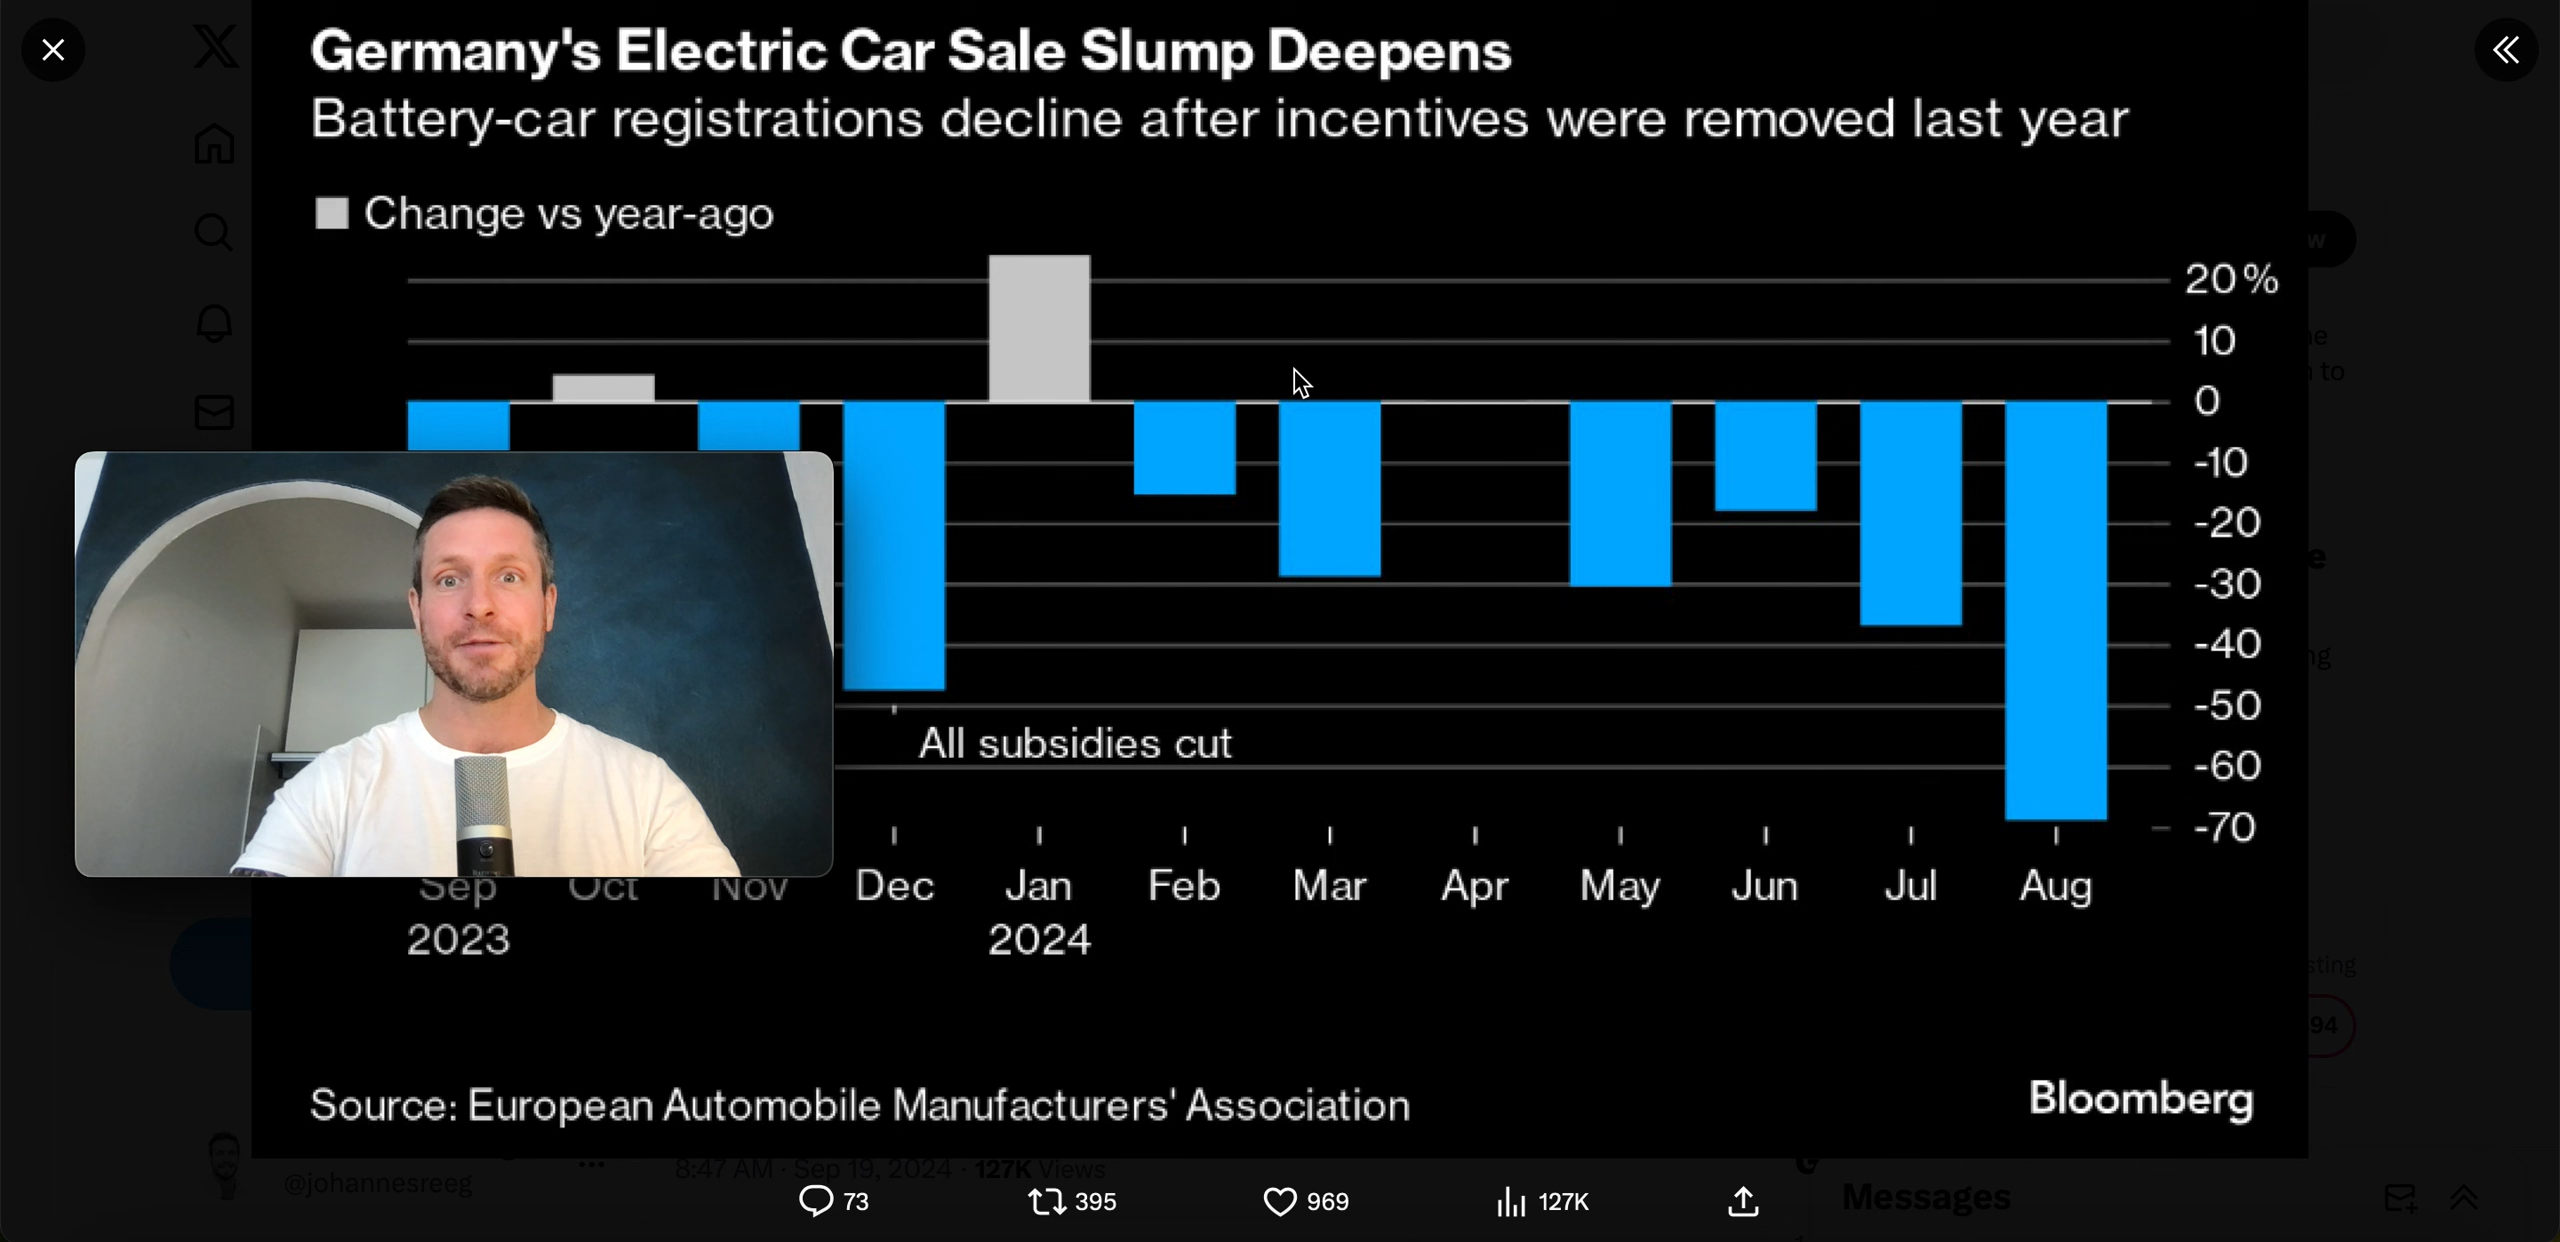 Germany's Electric Car Sale Slump Deepens
Battery-car registrations decline after incentives were removed last year
Change vs year-ago
20%
10
0
-10
-20
-30
-40
-50
-60
-70
All subsidies cut
Sep Oct Nov Dec Jan Feb Mar Apr May Jun Jul Aug
2023 2024
Source: European Automobile Manufacturers' Association
Bloomberg
8:47 AM · Sep 19, 2024 · 127K Views
@johannesreeg
73 395 969 127K
Messages
94